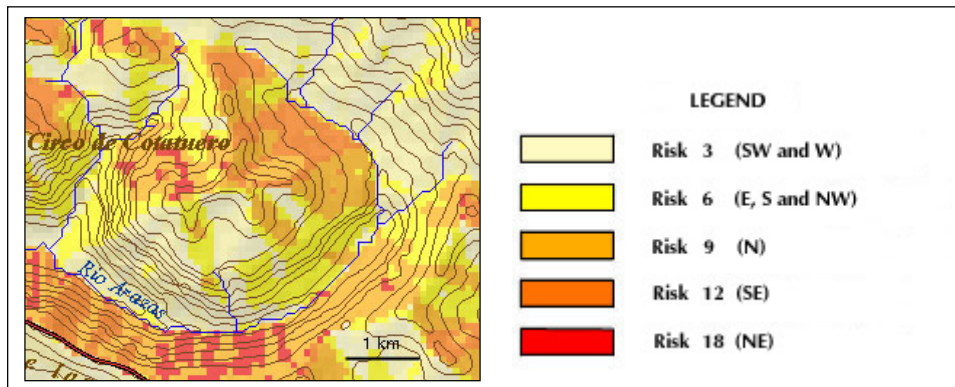 Circo de Cotatuero
Río Arazas
1 km
LEGEND
Risk 3 (SW and W)
Risk 6 (E, S and NW)
Risk 9 (N)
Risk 12 (SE)
Risk 18 (NE)